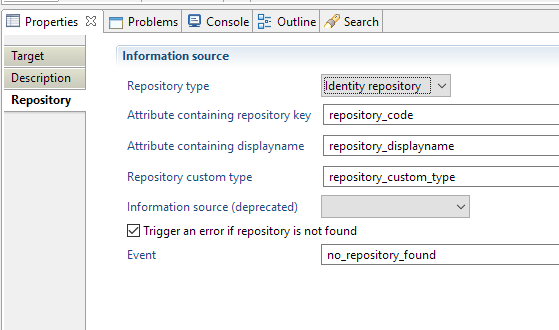 Properties Problems Console Outline Search
Target
Description
Repository
Information source
Repository type Identity repository
Attribute containing repository key repository_code
Attribute containing displayname repository_displayname
Repository custom type repository_custom_type
Information source (deprecated)
Trigger an error if repository is not found
Event no_repository_found